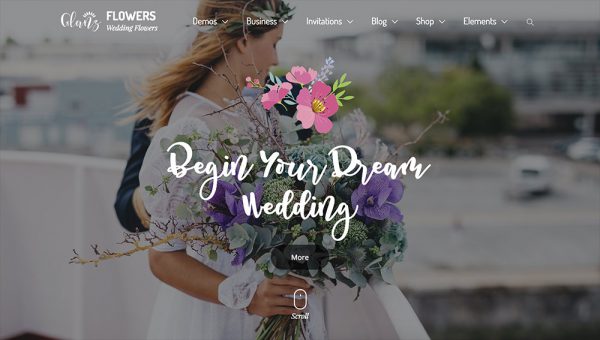 Glanz
FLOWERS
Wedding Flowers
Demos
Business
Invitations
Blog
Shop
Elements
Begin Your Dream
Wedding
More
Scroll